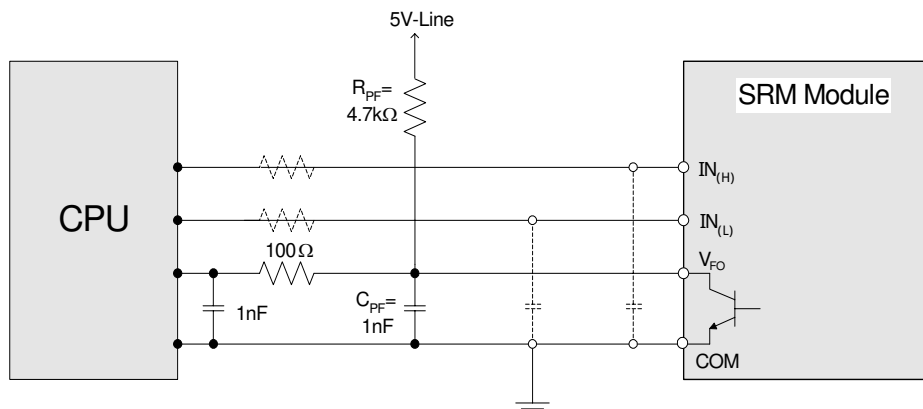 5V-Line
R_PF=
4.7kΩ
SRM Module
CPU
IN_(H)
IN_(L)
100Ω
V_FO
1nF
C_PF=
1nF
COM